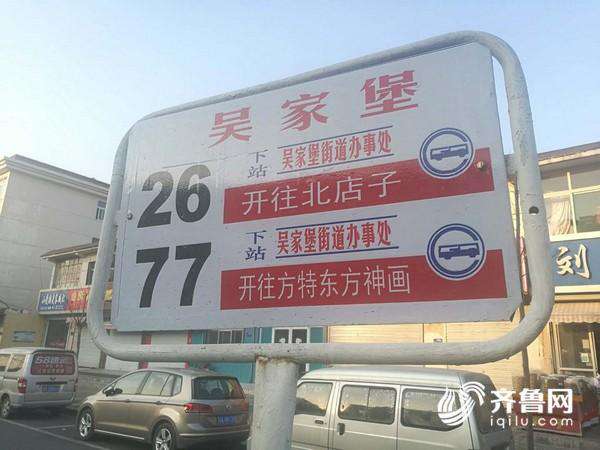 吴家堡
26
下站
吴家堡街道办事处
开往北店子
77
下站
吴家堡街道办事处
开往方特东方神画
刘
58
齐鲁网
iqilu.com